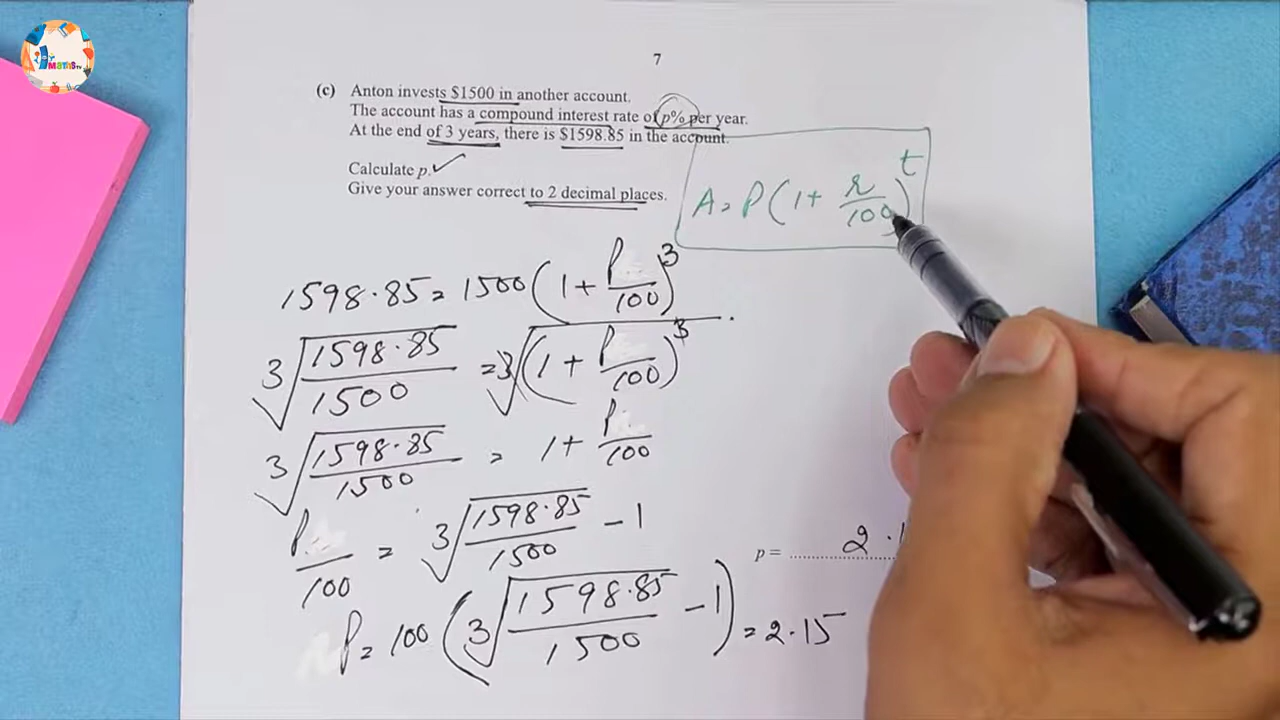 MATHS TV
7
(c) Anton invests $1500 in another account.
The account has a compound interest rate of p% per year.
At the end of 3 years, there is $1598.85 in the account.
Calculate p.
Give your answer correct to 2 decimal places.
A = P(1 + r/100)^t
1598.85 = 1500(1 + P/100)^3
3√(1598.85/1500) = 3√(1 + P/100)^3
3√(1598.85/1500) = 1 + P/100
P/100 = 3√(1598.85/1500) - 1
p = 2.1
P = 100(3√(1598.85/1500) - 1) = 2.15